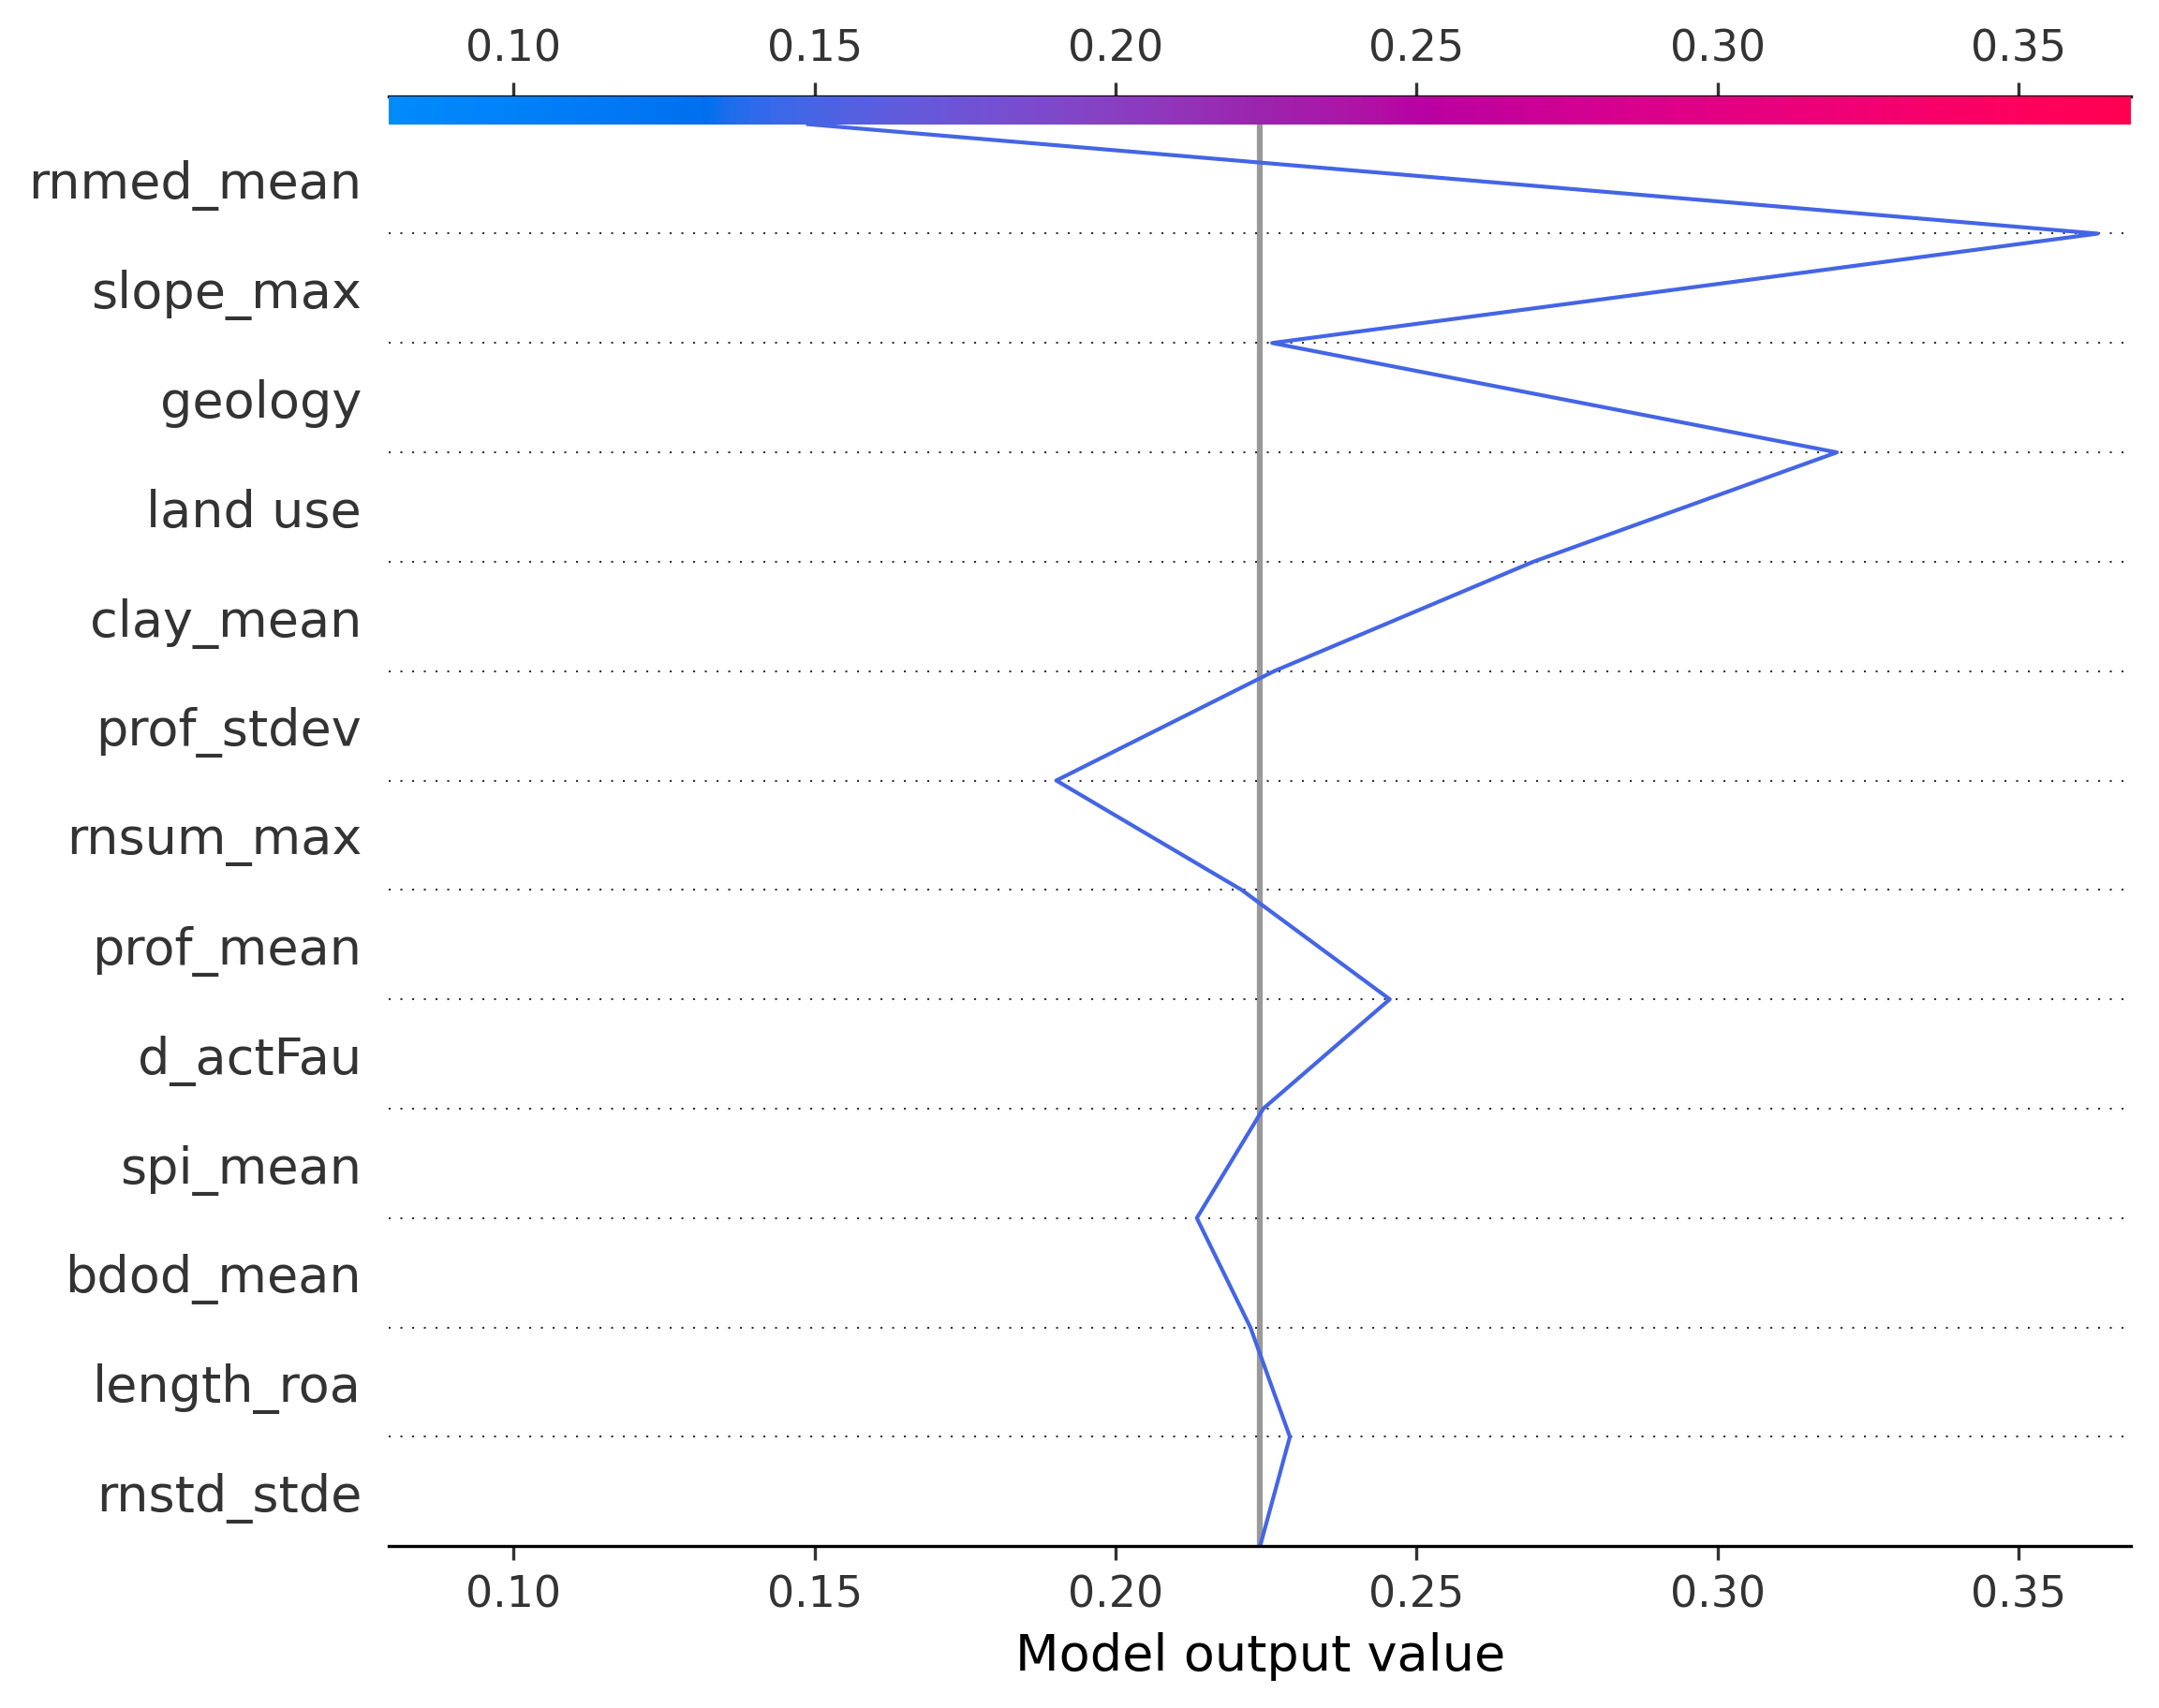 0.10 0.15 0.20 0.25 0.30 0.35
rnmed_mean
slope_max
geology
land use
clay_mean
prof_stdev
rnsum_max
prof_mean
d_actFau
spi_mean
bdod_mean
length_roa
rnstd_stde
0.10 0.15 0.20 0.25 0.30 0.35
Model output value